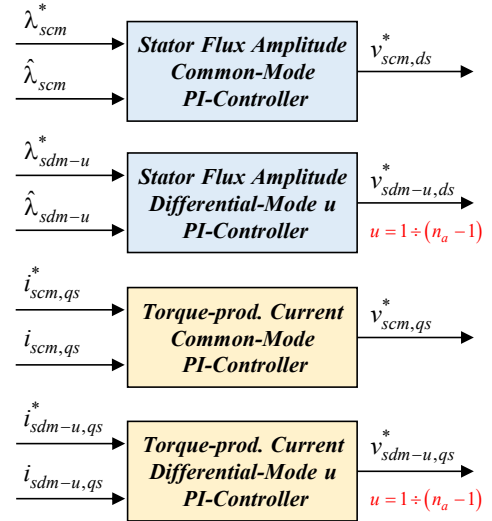 λ*scm
λ̂scm
Stator Flux Amplitude
Common-Mode
PI-Controller
v*scm,ds
λ*sdm−u
λ̂sdm−u
Stator Flux Amplitude
Differential-Mode u
PI-Controller
v*sdm−u,ds
u = 1 ÷ (na − 1)
i*scm,qs
iscm,qs
Torque-prod. Current
Common-Mode
PI-Controller
v*scm,qs
i*sdm−u,qs
isdm−u,qs
Torque-prod. Current
Differential-Mode u
PI-Controller
v*sdm−u,qs
u = 1 ÷ (na − 1)